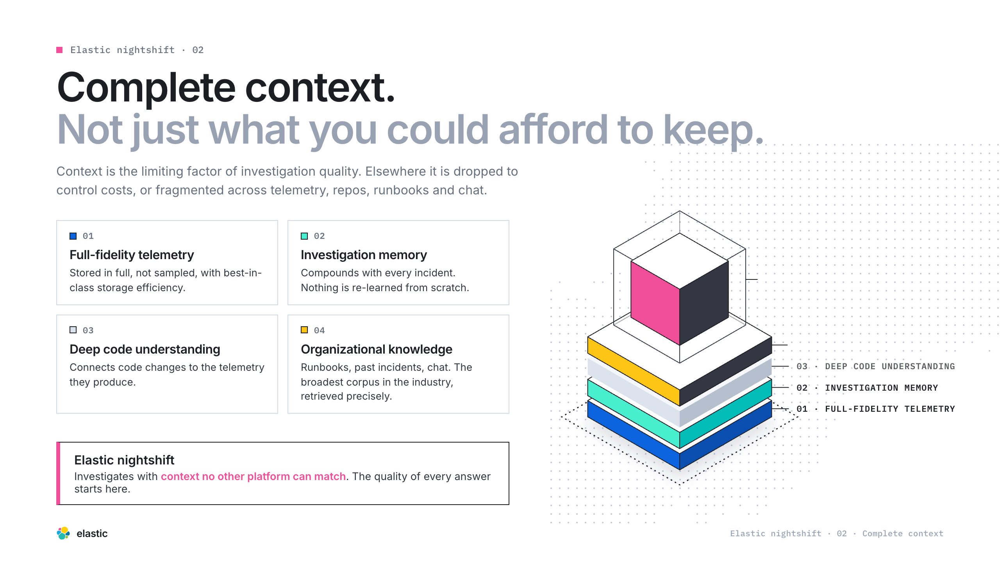 Elastic nightshift · 02
Complete context.
Not just what you could afford to keep.
Context is the limiting factor of investigation quality. Elsewhere it is dropped to
control costs, or fragmented across telemetry, repos, runbooks and chat.
01
Full-fidelity telemetry
Stored in full, not sampled, with best-in-
class storage efficiency.
02
Investigation memory
Compounds with every incident.
Nothing is re-learned from scratch.
03
Deep code understanding
Connects code changes to the telemetry
they produce.
04
Organizational knowledge
Runbooks, past incidents, chat. The
broadest corpus in the industry,
retrieved precisely.
Elastic nightshift
Investigates with context no other platform can match. The quality of every answer
starts here.
03 · DEEP CODE UNDERSTANDING
02 · INVESTIGATION MEMORY
01 · FULL-FIDELITY TELEMETRY
elastic
Elastic nightshift · 02 · Complete context